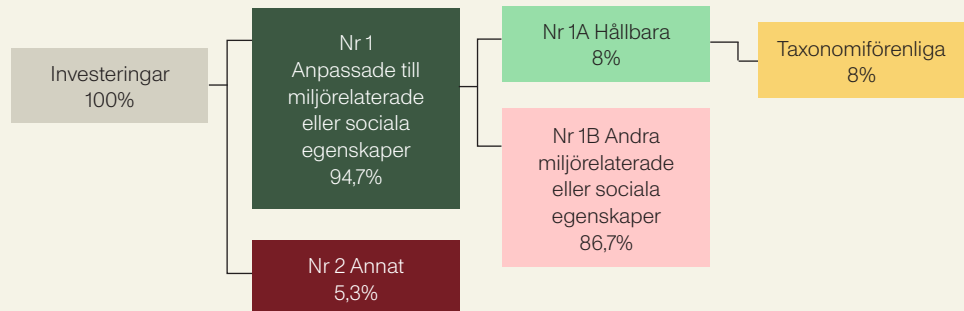 Investeringar
100%
Nr 1
Anpassade till
miljörelaterade
eller sociala
egenskaper
94,7%
Nr 2 Annat
5,3%
Nr 1A Hållbara
8%
Nr 1B Andra
miljörelaterade
eller sociala
egenskaper
86,7%
Taxonomiförenliga
8%